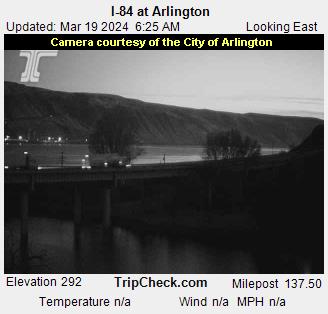 I-84 at Arlington
Updated: Mar 19 2024 6:25 AM Looking East
Camera courtesy of the City of Arlington
Elevation 292 TripCheck.com Milepost 137.50
Temperature n/a Wind n/a MPH n/a